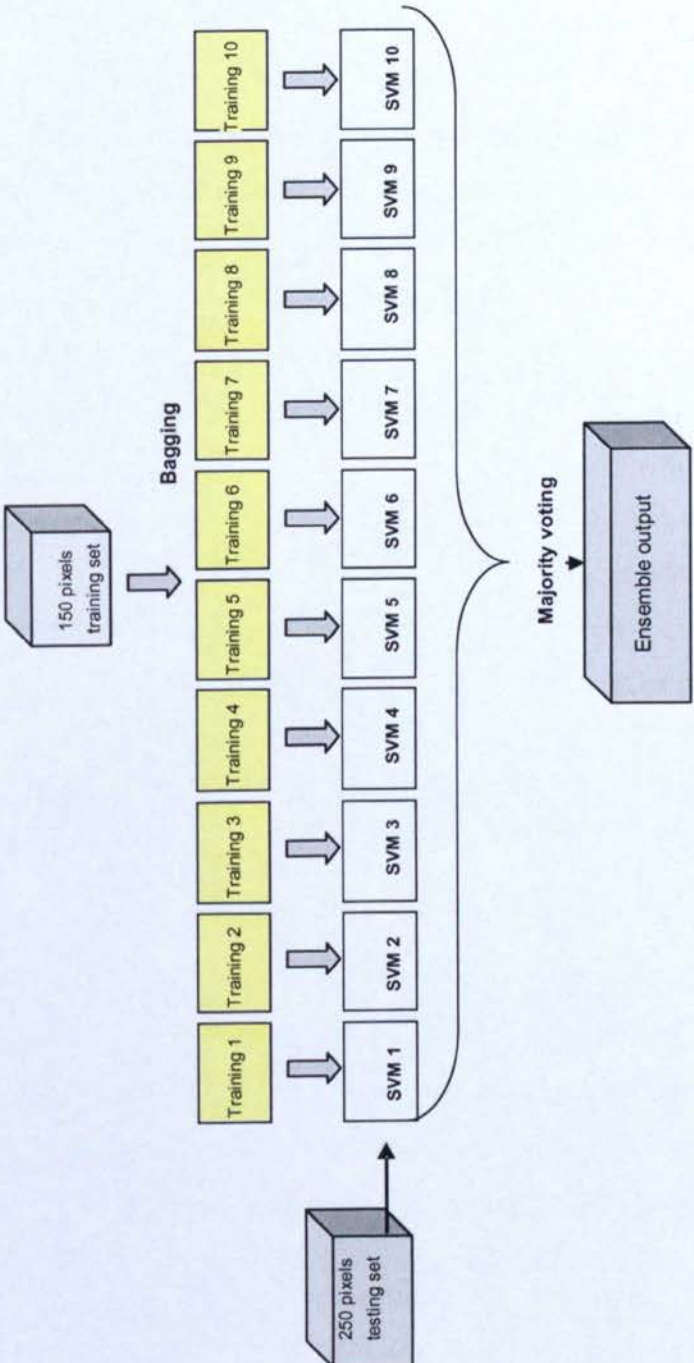 150 pixels
training set
Bagging
Training 1
Training 2
Training 3
Training 4
Training 5
Training 6
Training 7
Training 8
Training 9
Training 10
250 pixels
testing set
SVM 1
SVM 2
SVM 3
SVM 4
SVM 5
SVM 6
SVM 7
SVM 8
SVM 9
SVM 10
Majority voting
Ensemble output